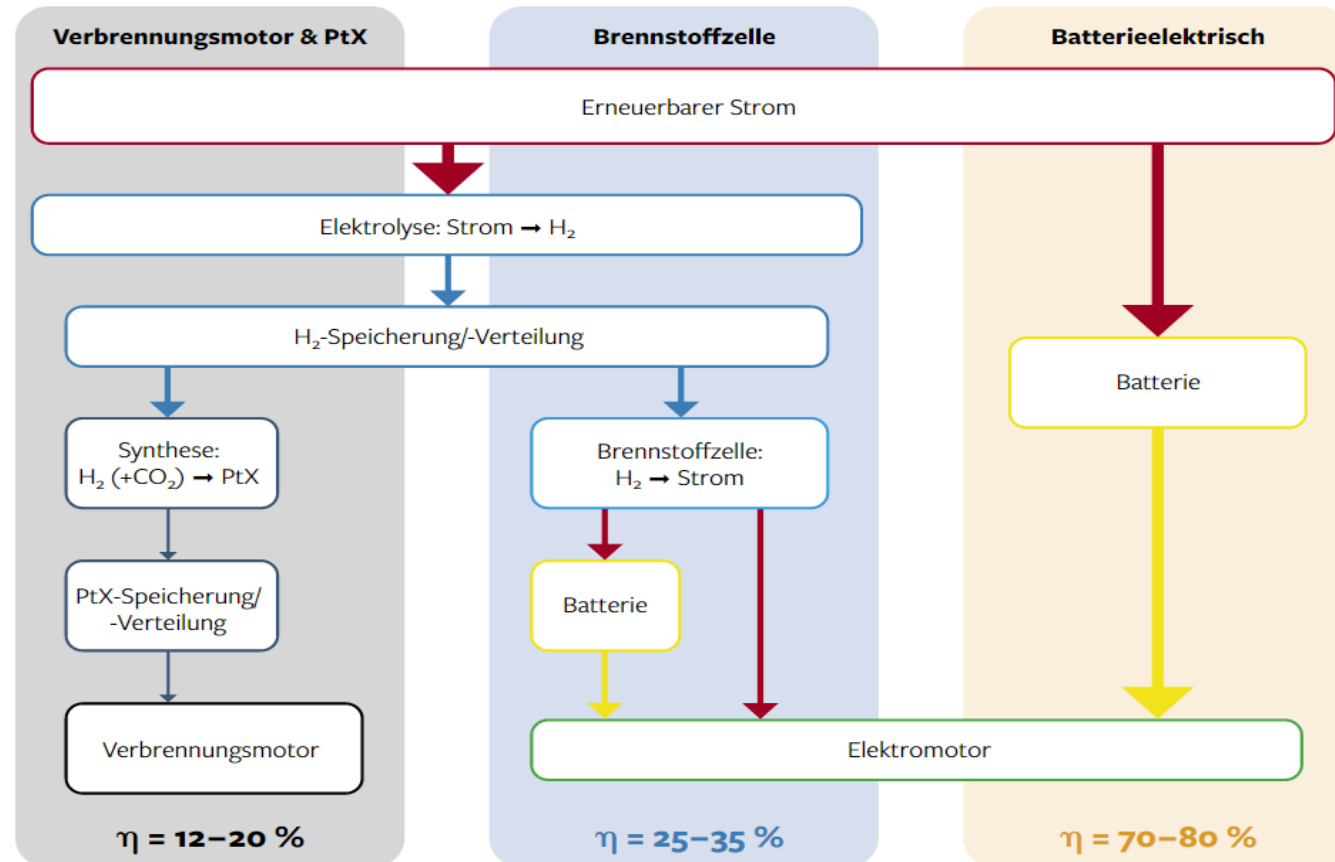 Verbrennungsmotor & PtX
Brennstoffzelle
Batterieelektrisch
Erneuerbarer Strom
Elektrolyse: Strom → H₂
H₂-Speicherung/-Verteilung
Synthese:
H₂ (+CO₂) → PtX
Brennstoffzelle:
H₂ → Strom
Batterie
PtX-Speicherung/
-Verteilung
Batterie
Verbrennungsmotor
Elektromotor
η = 12–20 %
η = 25–35 %
η = 70–80 %